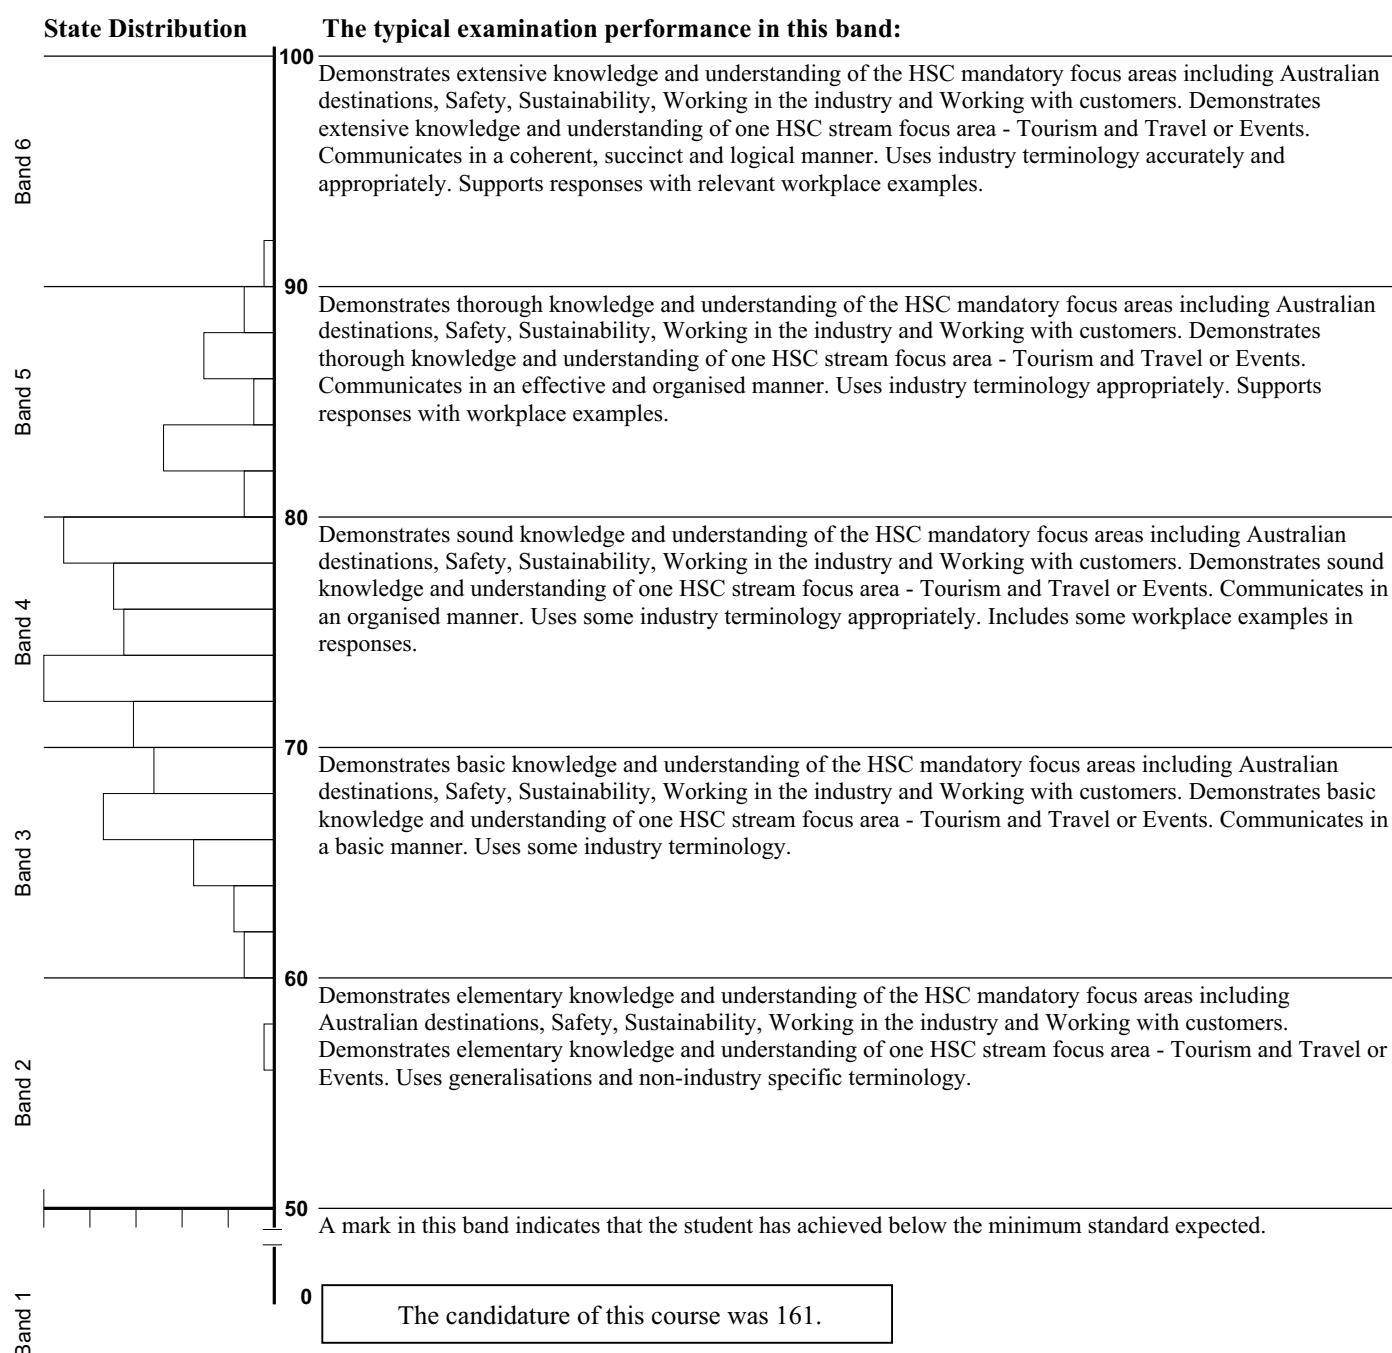 State Distribution
The typical examination performance in this band:
100
Band 6
Demonstrates extensive knowledge and understanding of the HSC mandatory focus areas including Australian
destinations, Safety, Sustainability, Working in the industry and Working with customers. Demonstrates
extensive knowledge and understanding of one HSC stream focus area - Tourism and Travel or Events.
Communicates in a coherent, succinct and logical manner. Uses industry terminology accurately and
appropriately. Supports responses with relevant workplace examples.
90
Band 5
Demonstrates thorough knowledge and understanding of the HSC mandatory focus areas including Australian
destinations, Safety, Sustainability, Working in the industry and Working with customers. Demonstrates
thorough knowledge and understanding of one HSC stream focus area - Tourism and Travel or Events.
Communicates in an effective and organised manner. Uses industry terminology appropriately. Supports
responses with workplace examples.
80
Band 4
Demonstrates sound knowledge and understanding of the HSC mandatory focus areas including Australian
destinations, Safety, Sustainability, Working in the industry and Working with customers. Demonstrates sound
knowledge and understanding of one HSC stream focus area - Tourism and Travel or Events. Communicates in
an organised manner. Uses some industry terminology appropriately. Includes some workplace examples in
responses.
70
Band 3
Demonstrates basic knowledge and understanding of the HSC mandatory focus areas including Australian
destinations, Safety, Sustainability, Working in the industry and Working with customers. Demonstrates basic
knowledge and understanding of one HSC stream focus area - Tourism and Travel or Events. Communicates in
a basic manner. Uses some industry terminology.
60
Band 2
Demonstrates elementary knowledge and understanding of the HSC mandatory focus areas including
Australian destinations, Safety, Sustainability, Working in the industry and Working with customers.
Demonstrates elementary knowledge and understanding of one HSC stream focus area - Tourism and Travel or
Events. Uses generalisations and non-industry specific terminology.
50
A mark in this band indicates that the student has achieved below the minimum standard expected.
Band 1
0
The candidature of this course was 161.